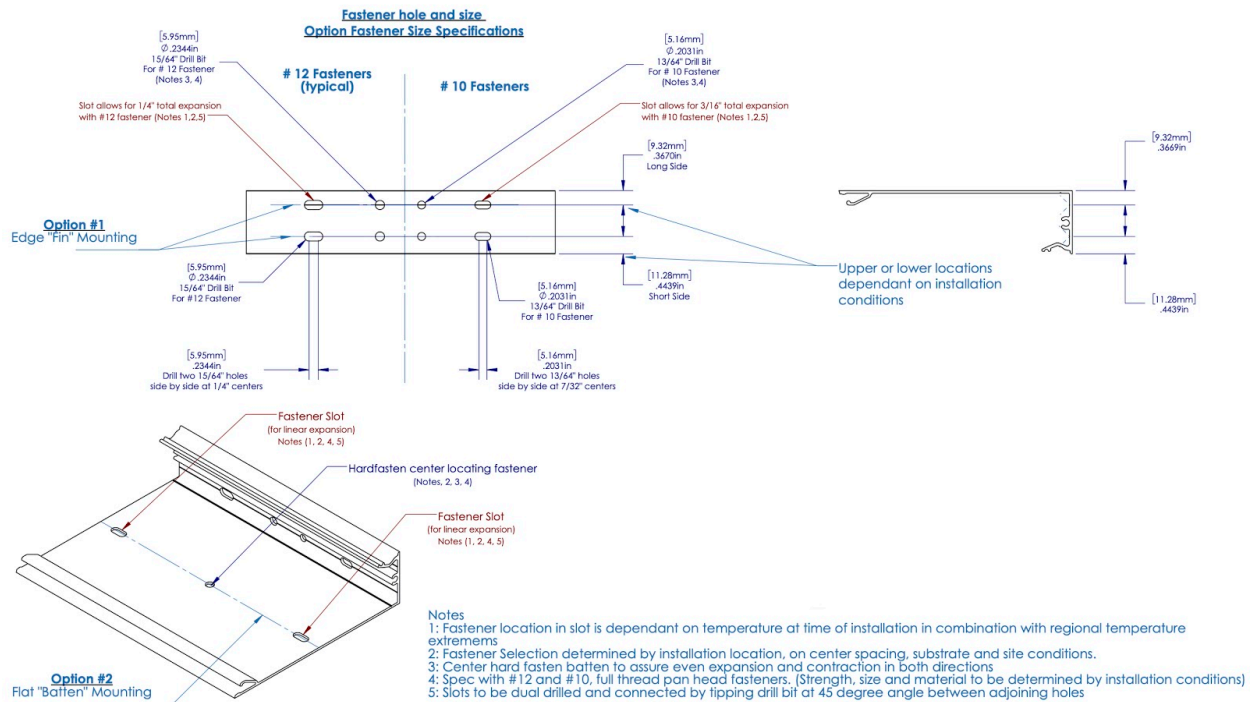 Fastener hole and size
Option Fastener Size Specifications
[5.95mm]
Ø.2344in
15/64" Drill Bit
For # 12 Fastener
(Notes 3, 4)
# 12 Fasteners
(typical)
# 10 Fasteners
[5.16mm]
Ø.2031in
13/64" Drill Bit
For # 10 Fastener
(Notes 3,4)
Slot allows for 1/4" total expansion
with #12 fastener (Notes 1,2,5)
Slot allows for 3/16" total expansion
with #10 fastener (Notes 1,2,5)
[9.32mm]
.3670in
Long Side
[9.32mm]
.3669in
Option #1
Edge "Fin" Mounting
[5.95mm]
Ø.2344in
15/64" Drill Bit
For #12 Fastener
[5.16mm]
Ø.2031in
13/64" Drill Bit
For # 10 Fastener
[11.28mm]
.4439in
Short Side
Upper or lower locations
dependant on installation
conditions
[11.28mm]
.4439in
[5.95mm]
.2344in
Drill two 15/64" holes
side by side at 1/4" centers
[5.16mm]
.2031in
Drill two 13/64" holes
side by side at 7/32" centers
Fastener Slot
(for linear expansion)
Notes (1, 2, 4, 5)
Hardfasten center locating fastener
(Notes, 2, 3, 4)
Fastener Slot
(for linear expansion)
Notes (1, 2, 4, 5)
Option #2
Flat "Batten" Mounting
Notes
1: Fastener location in slot is dependant on temperature at time of installation in combination with regional temperature
extremems
2: Fastener Selection determined by installation location, on center spacing, substrate and site conditions.
3: Center hard fasten batten to assure even expansion and contraction in both directions
4: Spec with #12 and #10, full thread pan head fasteners. (Strength, size and material to be determined by installation conditions)
5: Slots to be dual drilled and connected by tipping drill bit at 45 degree angle between adjoining holes